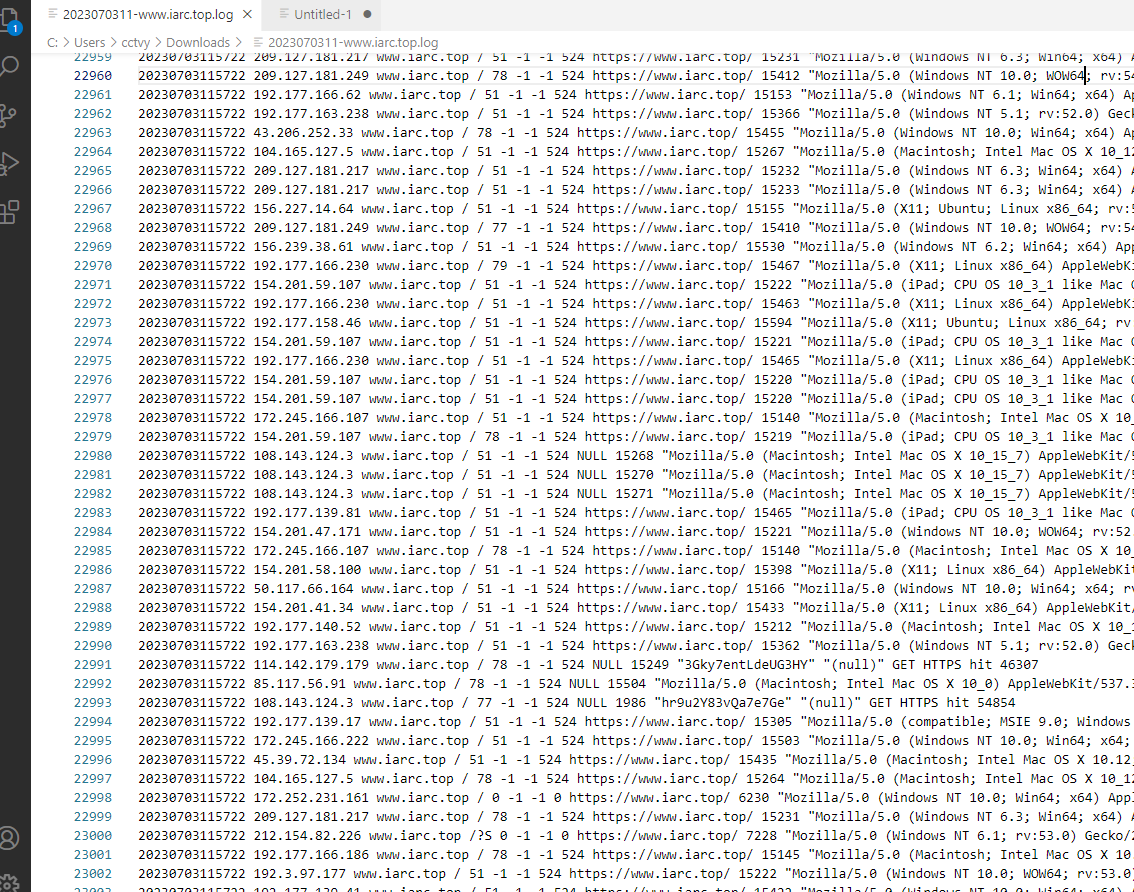 2023070311-www.iarc.top.log Untitled-1
1
C: > Users > cctvy > Downloads > 2023070311-www.iarc.top.log
22959 20230703115722 209.127.181.217 www.iarc.top / 51 -1 -1 524 https://www.iarc.top/ 15231 "Mozilla/5.0 (Windows NT 6.3; Win64; x64) A
22960 20230703115722 209.127.181.249 www.iarc.top / 78 -1 -1 524 https://www.iarc.top/ 15412 "Mozilla/5.0 (Windows NT 10.0; WOW64; rv:54
22961 20230703115722 192.177.166.62 www.iarc.top / 51 -1 -1 524 https://www.iarc.top/ 15153 "Mozilla/5.0 (Windows NT 6.1; Win64; x64) Ap
22962 20230703115722 192.177.163.238 www.iarc.top / 51 -1 -1 524 https://www.iarc.top/ 15366 "Mozilla/5.0 (Windows NT 5.1; rv:52.0) Geck
22963 20230703115722 43.206.252.33 www.iarc.top / 78 -1 -1 524 https://www.iarc.top/ 15455 "Mozilla/5.0 (Windows NT 10.0; Win64; x64) A
22964 20230703115722 104.165.127.5 www.iarc.top / 51 -1 -1 524 https://www.iarc.top/ 15267 "Mozilla/5.0 (Macintosh; Intel Mac OS X 10_12
22965 20230703115722 209.127.181.217 www.iarc.top / 51 -1 -1 524 https://www.iarc.top/ 15232 "Mozilla/5.0 (Windows NT 6.3; Win64; x64) A
22966 20230703115722 209.127.181.217 www.iarc.top / 51 -1 -1 524 https://www.iarc.top/ 15233 "Mozilla/5.0 (Windows NT 6.3; Win64; x64) A
22967 20230703115722 156.227.14.64 www.iarc.top / 51 -1 -1 524 https://www.iarc.top/ 15155 "Mozilla/5.0 (X11; Ubuntu; Linux x86_64; rv:5
22968 20230703115722 209.127.181.249 www.iarc.top / 77 -1 -1 524 https://www.iarc.top/ 15410 "Mozilla/5.0 (Windows NT 10.0; WOW64; rv:54
22969 20230703115722 156.239.38.61 www.iarc.top / 51 -1 -1 524 https://www.iarc.top/ 15530 "Mozilla/5.0 (Windows NT 6.2; Win64; x64) App
22970 20230703115722 192.177.166.230 www.iarc.top / 79 -1 -1 524 https://www.iarc.top/ 15467 "Mozilla/5.0 (X11; Linux x86_64) AppleWebKi
22971 20230703115722 154.201.59.107 www.iarc.top / 51 -1 -1 524 https://www.iarc.top/ 15222 "Mozilla/5.0 (iPad; CPU OS 10_3_1 like Mac O
22972 20230703115722 192.177.166.230 www.iarc.top / 51 -1 -1 524 https://www.iarc.top/ 15463 "Mozilla/5.0 (X11; Linux x86_64) AppleWebKi
22973 20230703115722 192.177.158.46 www.iarc.top / 51 -1 -1 524 https://www.iarc.top/ 15594 "Mozilla/5.0 (X11; Ubuntu; Linux x86_64; rv
22974 20230703115722 154.201.59.107 www.iarc.top / 51 -1 -1 524 https://www.iarc.top/ 15221 "Mozilla/5.0 (iPad; CPU OS 10_3_1 like Mac O
22975 20230703115722 192.177.166.230 www.iarc.top / 51 -1 -1 524 https://www.iarc.top/ 15465 "Mozilla/5.0 (X11; Linux x86_64) AppleWebKi
22976 20230703115722 154.201.59.107 www.iarc.top / 51 -1 -1 524 https://www.iarc.top/ 15220 "Mozilla/5.0 (iPad; CPU OS 10_3_1 like Mac O
22977 20230703115722 154.201.59.107 www.iarc.top / 51 -1 -1 524 https://www.iarc.top/ 15220 "Mozilla/5.0 (iPad; CPU OS 10_3_1 like Mac O
22978 20230703115722 172.245.166.107 www.iarc.top / 51 -1 -1 524 https://www.iarc.top/ 15140 "Mozilla/5.0 (Macintosh; Intel Mac OS X 10_
22979 20230703115722 154.201.59.107 www.iarc.top / 78 -1 -1 524 https://www.iarc.top/ 15219 "Mozilla/5.0 (iPad; CPU OS 10_3_1 like Mac O
22980 20230703115722 108.143.124.3 www.iarc.top / 51 -1 -1 524 NULL 15268 "Mozilla/5.0 (Macintosh; Intel Mac OS X 10_15_7) AppleWebKit/5
22981 20230703115722 108.143.124.3 www.iarc.top / 51 -1 -1 524 NULL 15270 "Mozilla/5.0 (Macintosh; Intel Mac OS X 10_15_7) AppleWebKit/5
22982 20230703115722 108.143.124.3 www.iarc.top / 51 -1 -1 524 NULL 15271 "Mozilla/5.0 (Macintosh; Intel Mac OS X 10_15_7) AppleWebKit/5
22983 20230703115722 192.177.139.81 www.iarc.top / 51 -1 -1 524 https://www.iarc.top/ 15465 "Mozilla/5.0 (iPad; CPU OS 10_3_1 like Mac O
22984 20230703115722 154.201.47.171 www.iarc.top / 51 -1 -1 524 https://www.iarc.top/ 15221 "Mozilla/5.0 (Windows NT 10.0; WOW64; rv:52.
22985 20230703115722 172.245.166.107 www.iarc.top / 78 -1 -1 524 https://www.iarc.top/ 15140 "Mozilla/5.0 (Macintosh; Intel Mac OS X 10_
22986 20230703115722 154.201.58.100 www.iarc.top / 51 -1 -1 524 https://www.iarc.top/ 15398 "Mozilla/5.0 (X11; Linux x86_64) AppleWebKit
22987 20230703115722 50.117.66.164 www.iarc.top / 51 -1 -1 524 https://www.iarc.top/ 15166 "Mozilla/5.0 (Windows NT 10.0; Win64; x64; rv
22988 20230703115722 154.201.41.34 www.iarc.top / 51 -1 -1 524 https://www.iarc.top/ 15433 "Mozilla/5.0 (X11; Linux x86_64) AppleWebKit/
22989 20230703115722 192.177.140.52 www.iarc.top / 51 -1 -1 524 https://www.iarc.top/ 15212 "Mozilla/5.0 (Macintosh; Intel Mac OS X 10_1
22990 20230703115722 192.177.163.238 www.iarc.top / 51 -1 -1 524 https://www.iarc.top/ 15362 "Mozilla/5.0 (Windows NT 5.1; rv:52.0) Geck
22991 20230703115722 114.142.179.179 www.iarc.top / 78 -1 -1 524 NULL 15249 "3Gky7entLdeUG3HY" "(null)" GET HTTPS hit 46307
22992 20230703115722 85.117.56.91 www.iarc.top / 78 -1 -1 524 NULL 15504 "Mozilla/5.0 (Macintosh; Intel Mac OS X 10_0) AppleWebKit/537.3
22993 20230703115722 108.143.124.3 www.iarc.top / 77 -1 -1 524 NULL 1986 "hr9u2Y83vQa7e7Ge" "(null)" GET HTTPS hit 54854
22994 20230703115722 192.177.139.17 www.iarc.top / 51 -1 -1 524 https://www.iarc.top/ 15305 "Mozilla/5.0 (compatible; MSIE 9.0; Windows
22995 20230703115722 172.245.166.222 www.iarc.top / 51 -1 -1 524 https://www.iarc.top/ 15503 "Mozilla/5.0 (Windows NT 10.0; Win64; x64;
22996 20230703115722 45.39.72.134 www.iarc.top / 51 -1 -1 524 https://www.iarc.top/ 15435 "Mozilla/5.0 (Macintosh; Intel Mac OS X 10.12
22997 20230703115722 104.165.127.5 www.iarc.top / 78 -1 -1 524 https://www.iarc.top/ 15264 "Mozilla/5.0 (Macintosh; Intel Mac OS X 10_12
22998 20230703115722 172.252.231.161 www.iarc.top / 0 -1 -1 0 https://www.iarc.top/ 6230 "Mozilla/5.0 (Windows NT 10.0; Win64; x64) Appl
22999 20230703115722 209.127.181.217 www.iarc.top / 78 -1 -1 524 https://www.iarc.top/ 15231 "Mozilla/5.0 (Windows NT 6.3; Win64; x64) A
23000 20230703115722 212.154.82.226 www.iarc.top /?S 0 -1 -1 0 https://www.iarc.top/ 7228 "Mozilla/5.0 (Windows NT 6.1; rv:53.0) Gecko/2
23001 20230703115722 192.177.166.186 www.iarc.top / 78 -1 -1 524 https://www.iarc.top/ 15145 "Mozilla/5.0 (Macintosh; Intel Mac OS X 10_
23002 20230703115722 192.3.97.177 www.iarc.top / 51 -1 -1 524 https://www.iarc.top/ 15222 "Mozilla/5.0 (Windows NT 10.0; WOW64; rv:53.0)